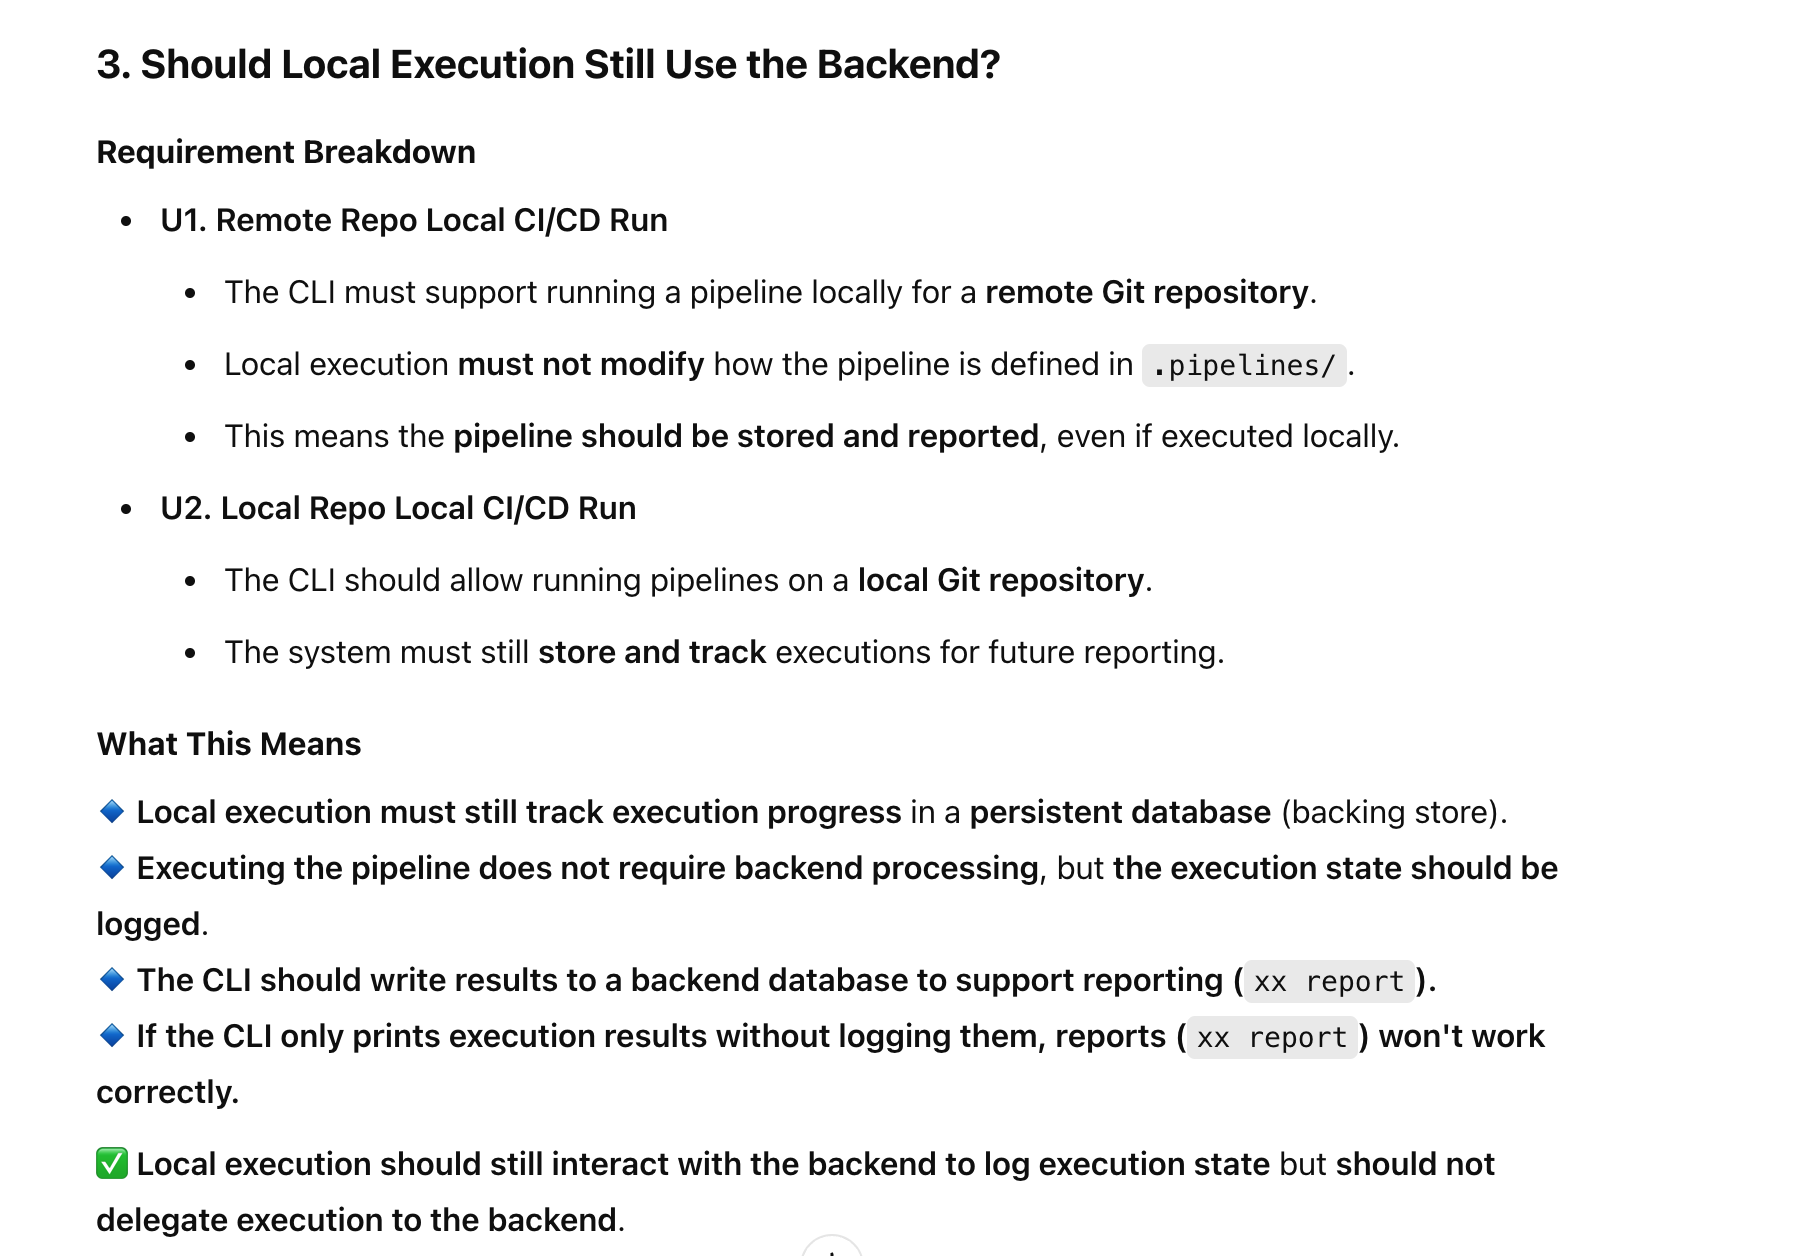 3. Should Local Execution Still Use the Backend?
Requirement Breakdown
• U1. Remote Repo Local CI/CD Run
• The CLI must support running a pipeline locally for a remote Git repository.
• Local execution must not modify how the pipeline is defined in .pipelines/ .
• This means the pipeline should be stored and reported, even if executed locally.
• U2. Local Repo Local CI/CD Run
• The CLI should allow running pipelines on a local Git repository.
• The system must still store and track executions for future reporting.
What This Means
🔹 Local execution must still track execution progress in a persistent database (backing store).
🔹 Executing the pipeline does not require backend processing, but the execution state should be
logged.
🔹 The CLI should write results to a backend database to support reporting ( xx report ).
🔹 If the CLI only prints execution results without logging them, reports ( xx report ) won't work
correctly.
✅ Local execution should still interact with the backend to log execution state but should not
delegate execution to the backend.